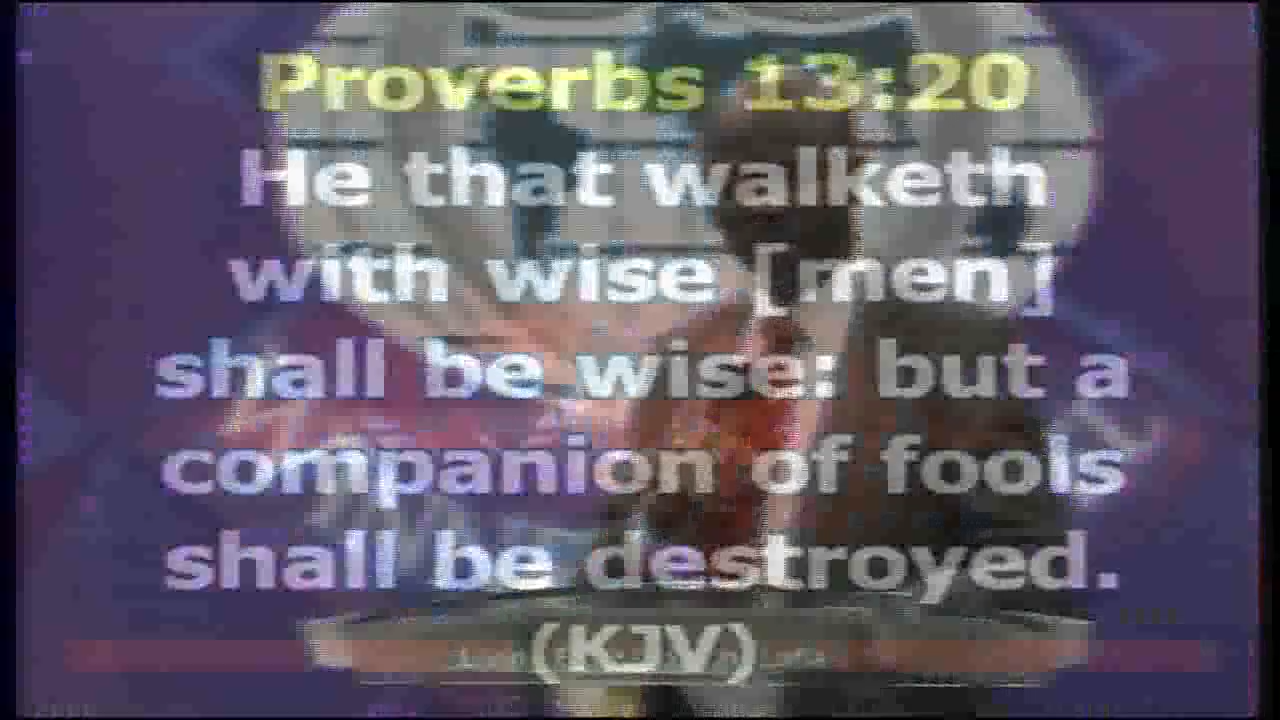 Proverbs 13:20
He that walketh
with wise [men]
shall be wise: but a
companion of fools
shall be destroyed.
(KJV)